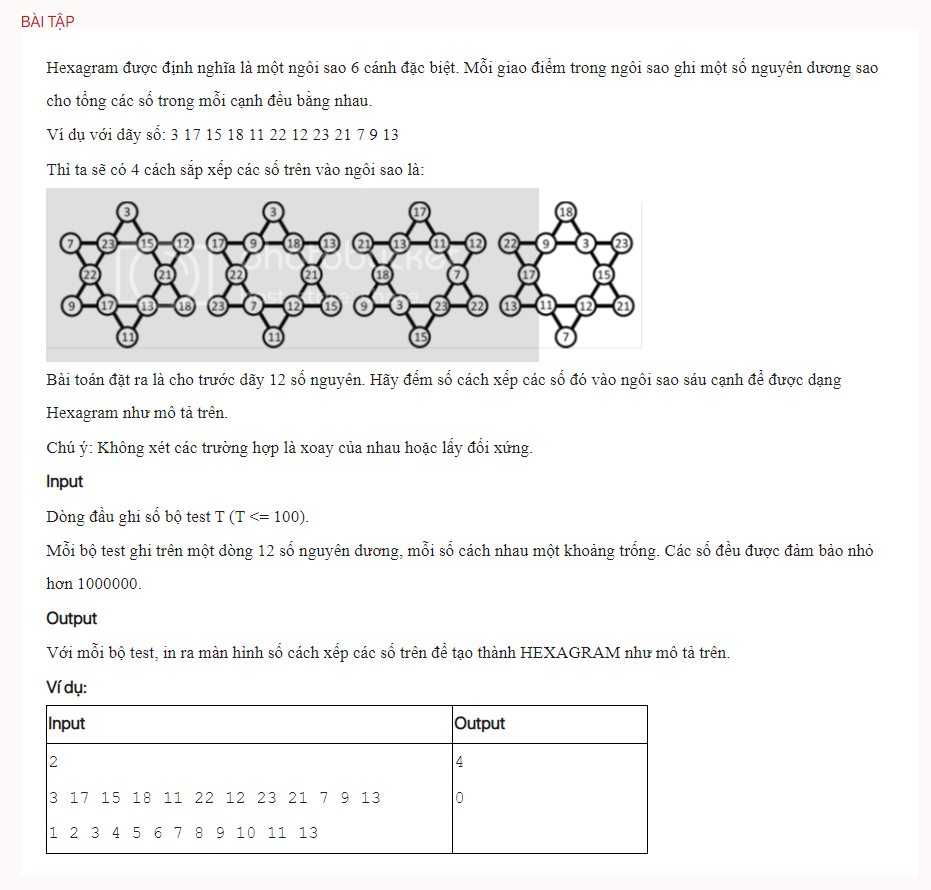 BÀI TẬP
Hexagram được định nghĩa là một ngôi sao 6 cánh đặc biệt. Mỗi giao điểm trong ngôi sao ghi một số nguyên dương sao
cho tổng các số trong mỗi cạnh đều bằng nhau.
Ví dụ với dãy số: 3 17 15 18 11 22 12 23 21 7 9 13
Thì ta sẽ có 4 cách sắp xếp các số trên vào ngôi sao là:
3 3 17 18
7 23 15 12 17 9 18 13 21 13 11 12 22 9 3 23
22 21 22 21 18 7 17 15
9 17 13 18 23 7 12 15 9 3 23 22 13 11 12 21
11 11 15 7
Bài toán đặt ra là cho trước dãy 12 số nguyên. Hãy đếm số cách xếp các số đó vào ngôi sao sáu cạnh để được dạng
Hexagram như mô tả trên.
Chú ý: Không xét các trường hợp là xoay của nhau hoặc lấy đối xứng.
Input
Dòng đầu ghi số bộ test T (T <= 100).
Mỗi bộ test ghi trên một dòng 12 số nguyên dương, mỗi số cách nhau một khoảng trống. Các số đều được đảm bảo nhỏ
hơn 1000000.
Output
Với mỗi bộ test, in ra màn hình số cách xếp các số trên để tạo thành HEXAGRAM như mô tả trên.
Ví dụ:
Input Output
2 4
3 17 15 18 11 22 12 23 21 7 9 13 0
1 2 3 4 5 6 7 8 9 10 11 13